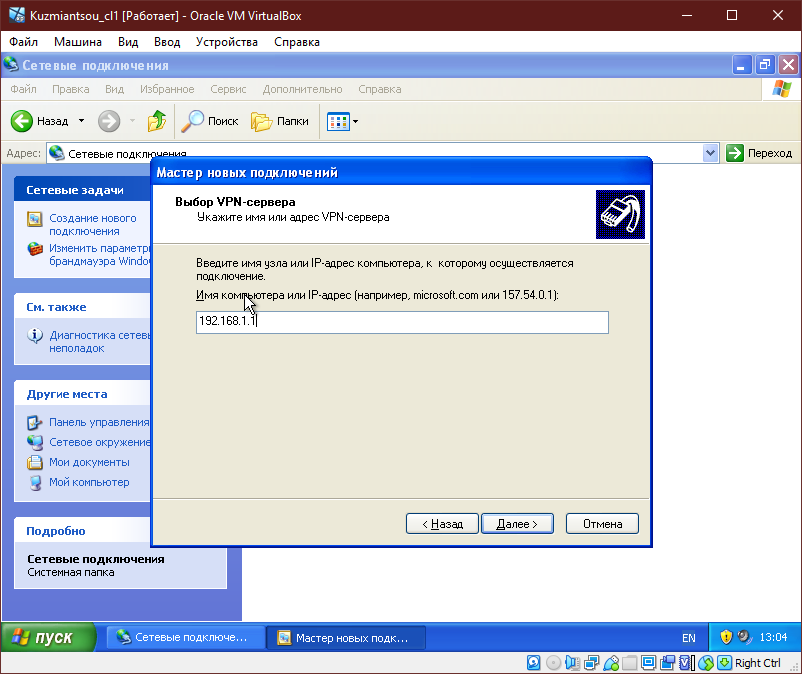 Kuzmiantsou_cl1 [Работает] - Oracle VM VirtualBox
Файл Машина Вид Ввод Устройства Справка
Сетевые подключения
Файл Правка Вид Избранное Сервис Дополнительно Справка
Назад Поиск Папки
Адрес: Сетевые подключения Переход
Сетевые задачи
Создание нового
подключения
Изменить параметры
брандмауэра Windo
См. также
Диагностика сетевь
неполадок
Другие места
Панель управления
Сетевое окружение
Мои документы
Мой компьютер
Подробно
Сетевые подключения
Системная папка
Мастер новых подключений
Выбор VPN-сервера
Укажите имя или адрес VPN-сервера
Введите имя узла или IP-адрес компьютера, к которому осуществляется
подключение.
Имя компьютера или IP-адрес (например, microsoft.com или 157.54.0.1):
192.168.1.1
< Назад Далее > Отмена
пуск Сетевые подключе... Мастер новых подк... EN 13:04
Right Ctrl